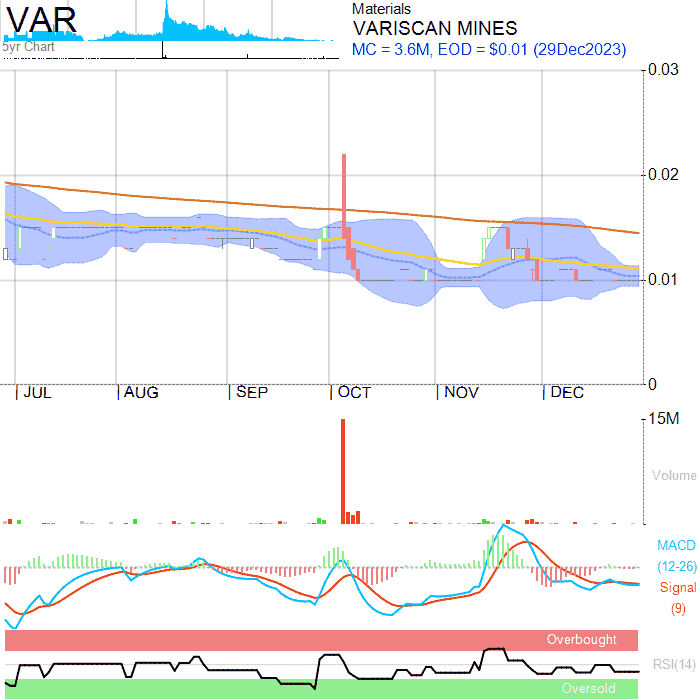 VAR
5yr Chart
Materials
VARISCAN MINES
MC = 3.6M, EOD = $0.01 (29Dec2023)
0.03
0.02
0.01
0
JUL AUG SEP OCT NOV DEC
15M
Volume
MACD
(12-26)
Signal
(9)
Overbought
RSI(14)
Oversold